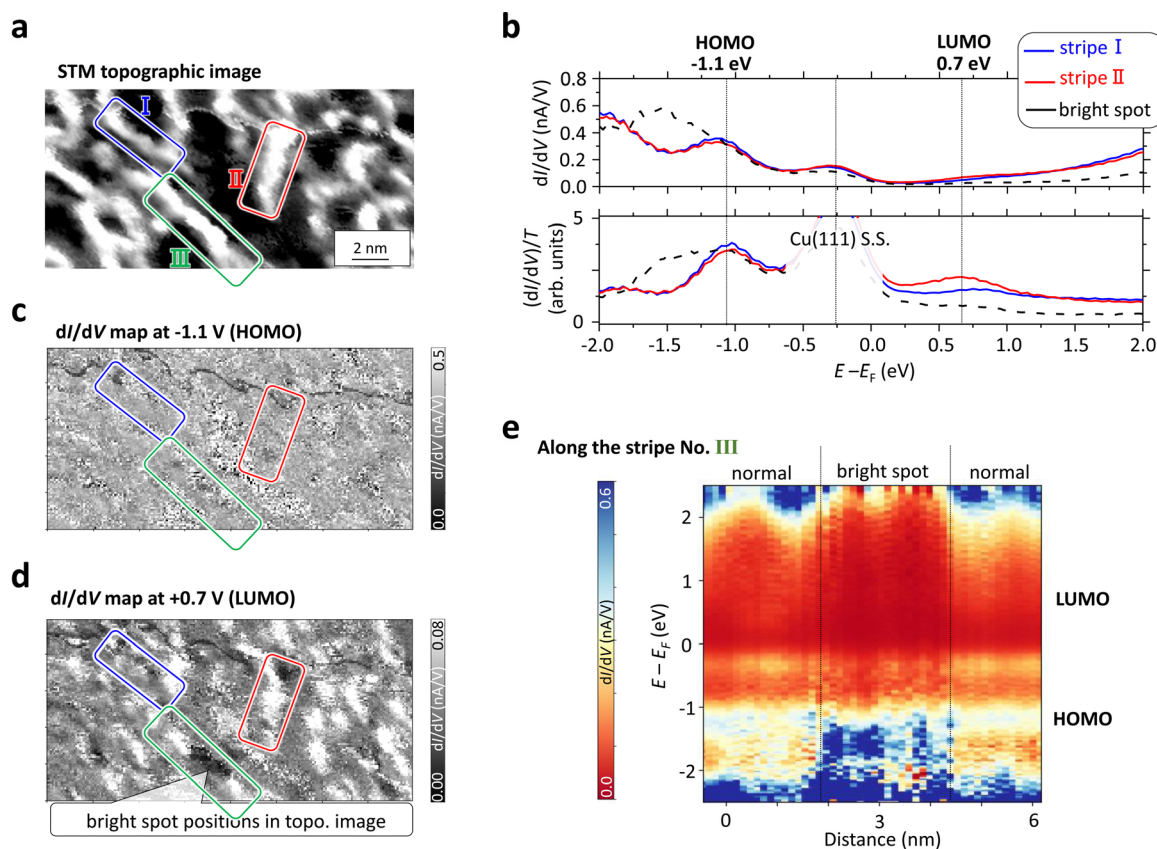 a
STM topographic image
I
II
III
2 nm
b
HOMO
-1.1 eV
LUMO
0.7 eV
stripe I
stripe II
bright spot
dI/dV (nA/V)
0.8
0.6
0.4
0.2
0.0
(dI/dV)/T
(arb. units)
5
0
Cu(111) S.S.
-2.0 -1.5 -1.0 -0.5 0.0 0.5 1.0 1.5 2.0
E –EF (eV)
c
dI/dV map at -1.1 V (HOMO)
0.0 dI/dV (nA/V) 0.5
d
dI/dV map at +0.7 V (LUMO)
0.00 dI/dV (nA/V) 0.08
bright spot positions in topo. image
e
Along the stripe No. III
normal bright spot normal
0.0 dI/dV (nA/V) 0.6
E – EF (eV)
2
1
0
-1
-2
LUMO
HOMO
0 3 6
Distance (nm)